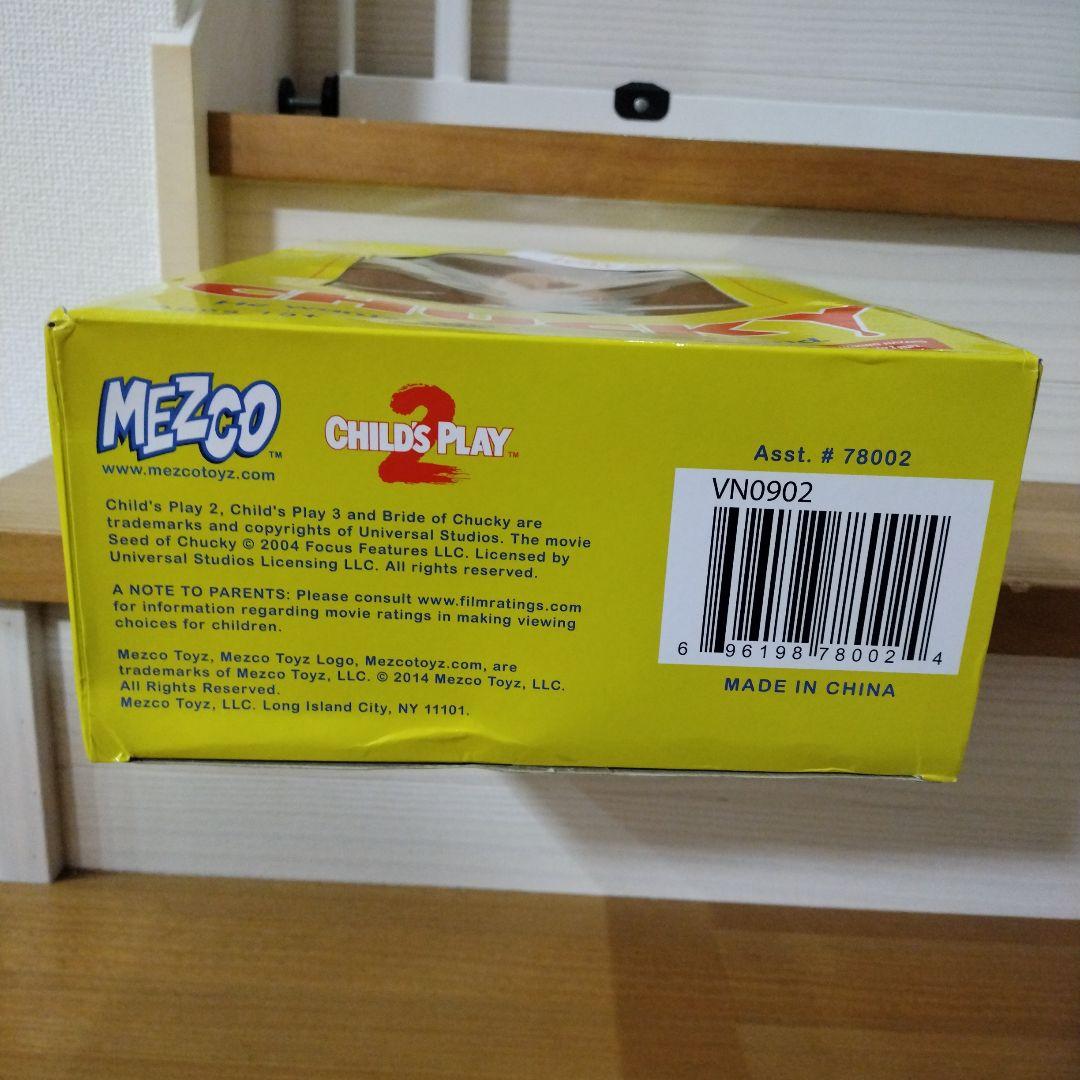 CHUCKY
MEZCO™
www.mezcotoyz.com
CHILD'S PLAY™
2
Child's Play 2, Child's Play 3 and Bride of Chucky are
trademarks and copyrights of Universal Studios. The movie
Seed of Chucky © 2004 Focus Features LLC. Licensed by
Universal Studios Licensing LLC. All rights reserved.
A NOTE TO PARENTS: Please consult www.filmratings.com
for information regarding movie ratings in making viewing
choices for children.
Mezco Toyz, Mezco Toyz Logo, Mezcotoyz.com, are
trademarks of Mezco Toyz, LLC. © 2014 Mezco Toyz, LLC.
All Rights Reserved.
Mezco Toyz, LLC. Long Island City, NY 11101.
Asst. # 78002
VN0902
6 96198 78002 4
MADE IN CHINA